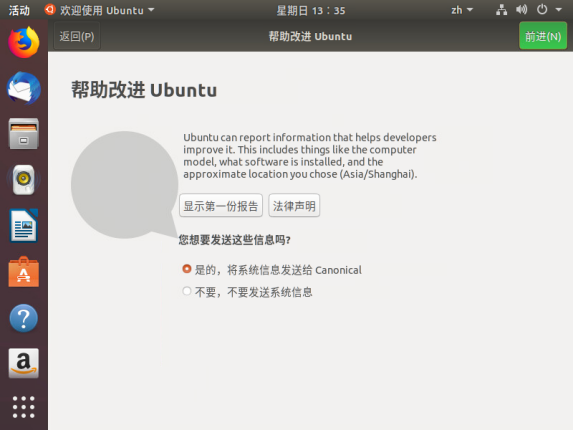 活动 欢迎使用 Ubuntu 星期日 13：35 zh
返回(P) 帮助改进 Ubuntu 前进(N)
帮助改进 Ubuntu
Ubuntu can report information that helps developers
improve it. This includes things like the computer
model, what software is installed, and the
approximate location you chose (Asia/Shanghai).
显示第一份报告 法律声明
您想要发送这些信息吗?
是的，将系统信息发送给 Canonical
不要，不要发送系统信息